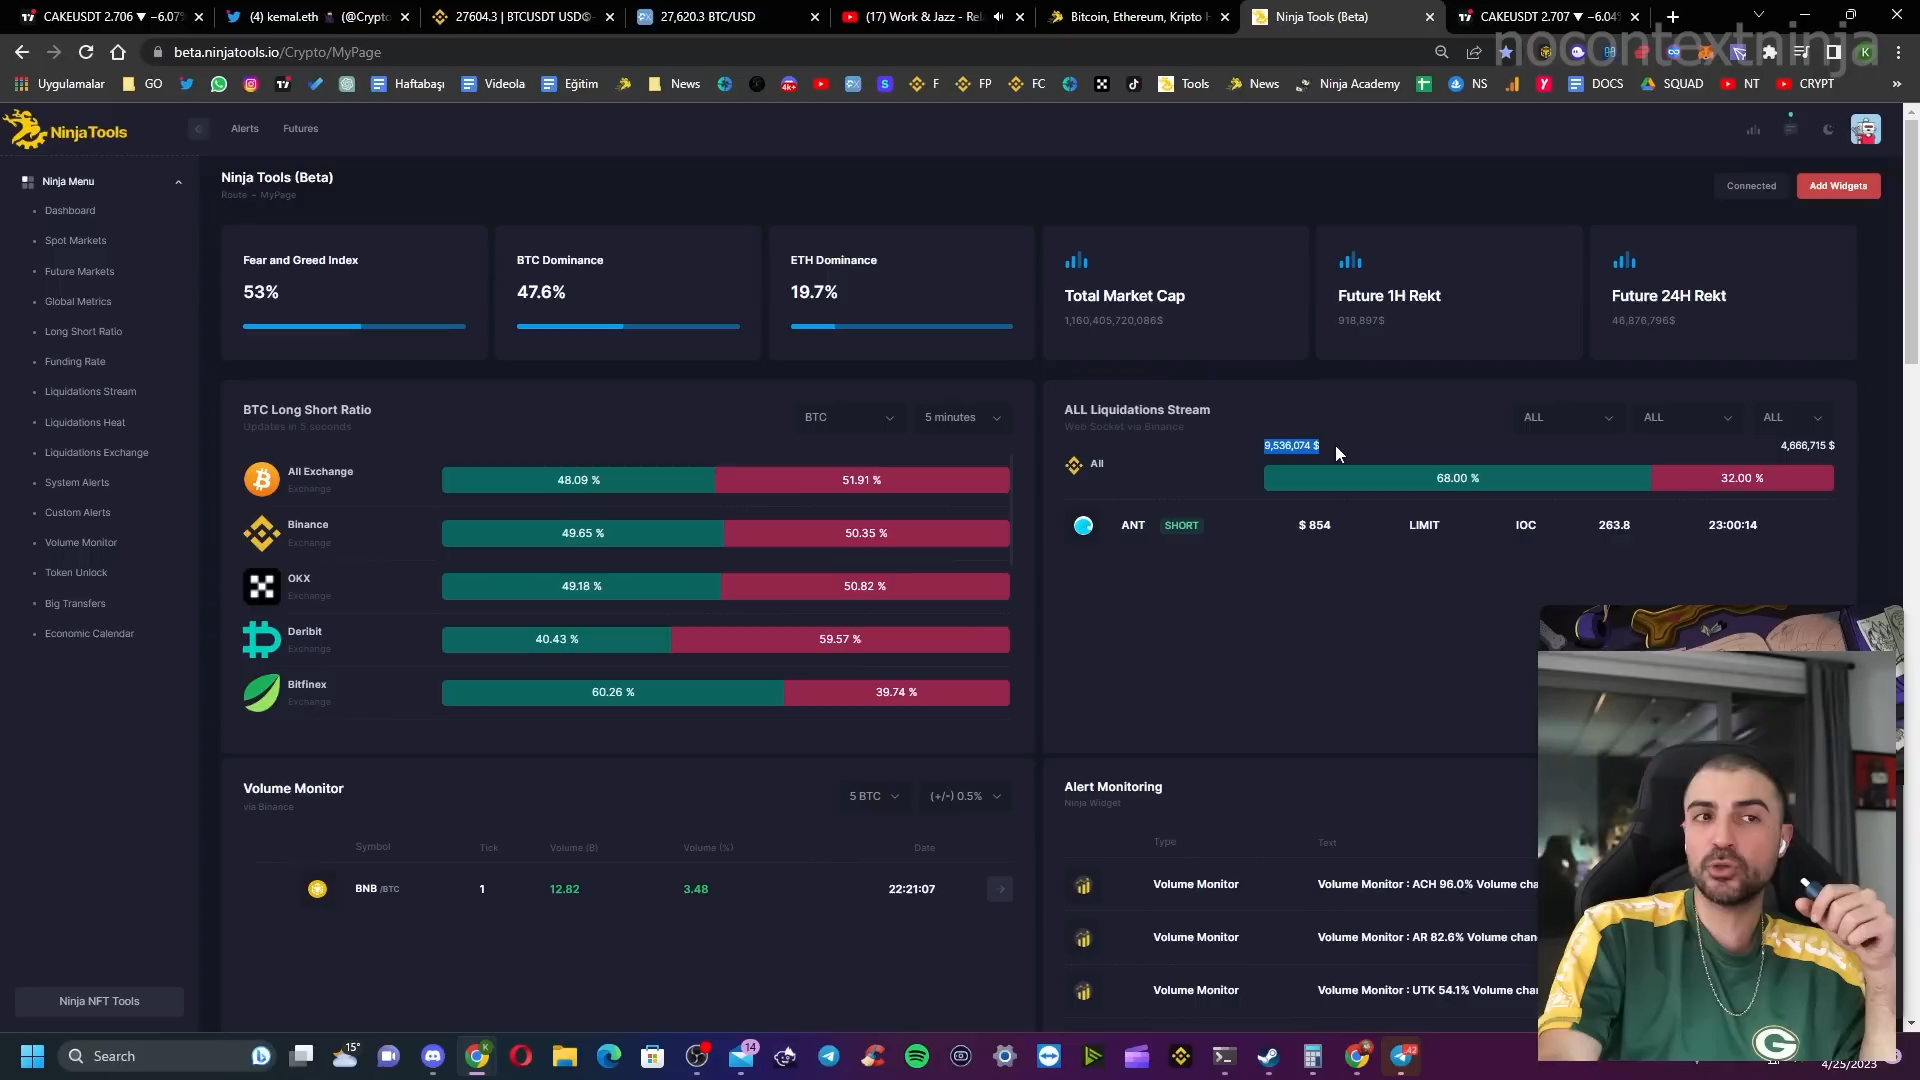 CAKEUSDT 2.706 ▼ −6.07%
(4) kemal.eth (@Crypto
27604.3 | BTCUSDT USDⓈ-
27,620.3 BTC/USD
(17) Work & Jazz - Rel
Bitcoin, Ethereum, Kripto H
Ninja Tools (Beta)
CAKEUSDT 2.707 ▼ −6.04%
beta.ninjatools.io/Crypto/MyPage
nocontextninja
Uygulamalar
GO
Haftabaşı
Videola
Eğitim
News
F
FP
FC
Tools
News
Ninja Academy
NS
DOCS
SQUAD
NT
CRYPT
NinjaTools
Alerts
Futures
Ninja Menu
Dashboard
Spot Markets
Future Markets
Global Metrics
Long Short Ratio
Funding Rate
Liquidations Stream
Liquidations Heat
Liquidations Exchange
System Alerts
Custom Alerts
Volume Monitor
Token Unlock
Big Transfers
Economic Calendar
Ninja NFT Tools
Ninja Tools (Beta)
Route - MyPage
Connected
Add Widgets
Fear and Greed Index
53%
BTC Dominance
47.6%
ETH Dominance
19.7%
Total Market Cap
1,160,405,720,086$
Future 1H Rekt
918,897$
Future 24H Rekt
46,876,796$
BTC Long Short Ratio
Updates in 5 seconds
BTC
5 minutes
All Exchange
Exchange
48.09 %
51.91 %
Binance
Exchange
49.65 %
50.35 %
OKX
Exchange
49.18 %
50.82 %
Deribit
Exchange
40.43 %
59.57 %
Bitfinex
Exchange
60.26 %
39.74 %
ALL Liquidations Stream
Web Socket via Binance
ALL
ALL
ALL
9,536,074 $
4,666,715 $
All
68.00 %
32.00 %
ANT SHORT $ 854 LIMIT IOC 263.8 23:00:14
Volume Monitor
via Binance
5 BTC
(+/-) 0.5%
Symbol Tick Volume (B) Volume (%) Date
BNB /BTC 1 12.82 3.48 22:21:07
Alert Monitoring
Ninja Widget
Type Text
Volume Monitor Volume Monitor : ACH 96.0% Volume chan
Volume Monitor Volume Monitor : AR 82.6% Volume chan
Volume Monitor Volume Monitor : UTK 54.1% Volume chan
G
Search
15°
14
4/25/2023